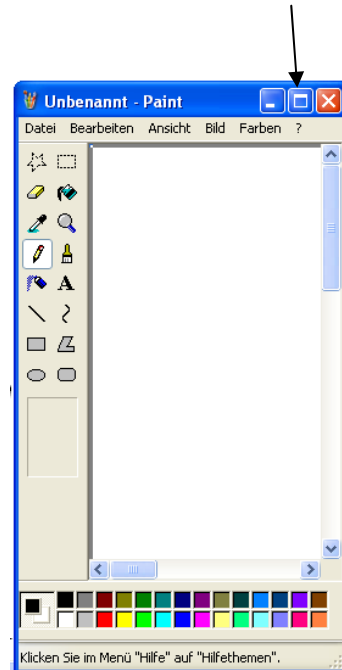 Unbenannt - Paint
Datei Bearbeiten Ansicht Bild Farben ?
A
Klicken Sie im Menü "Hilfe" auf "Hilfethemen".